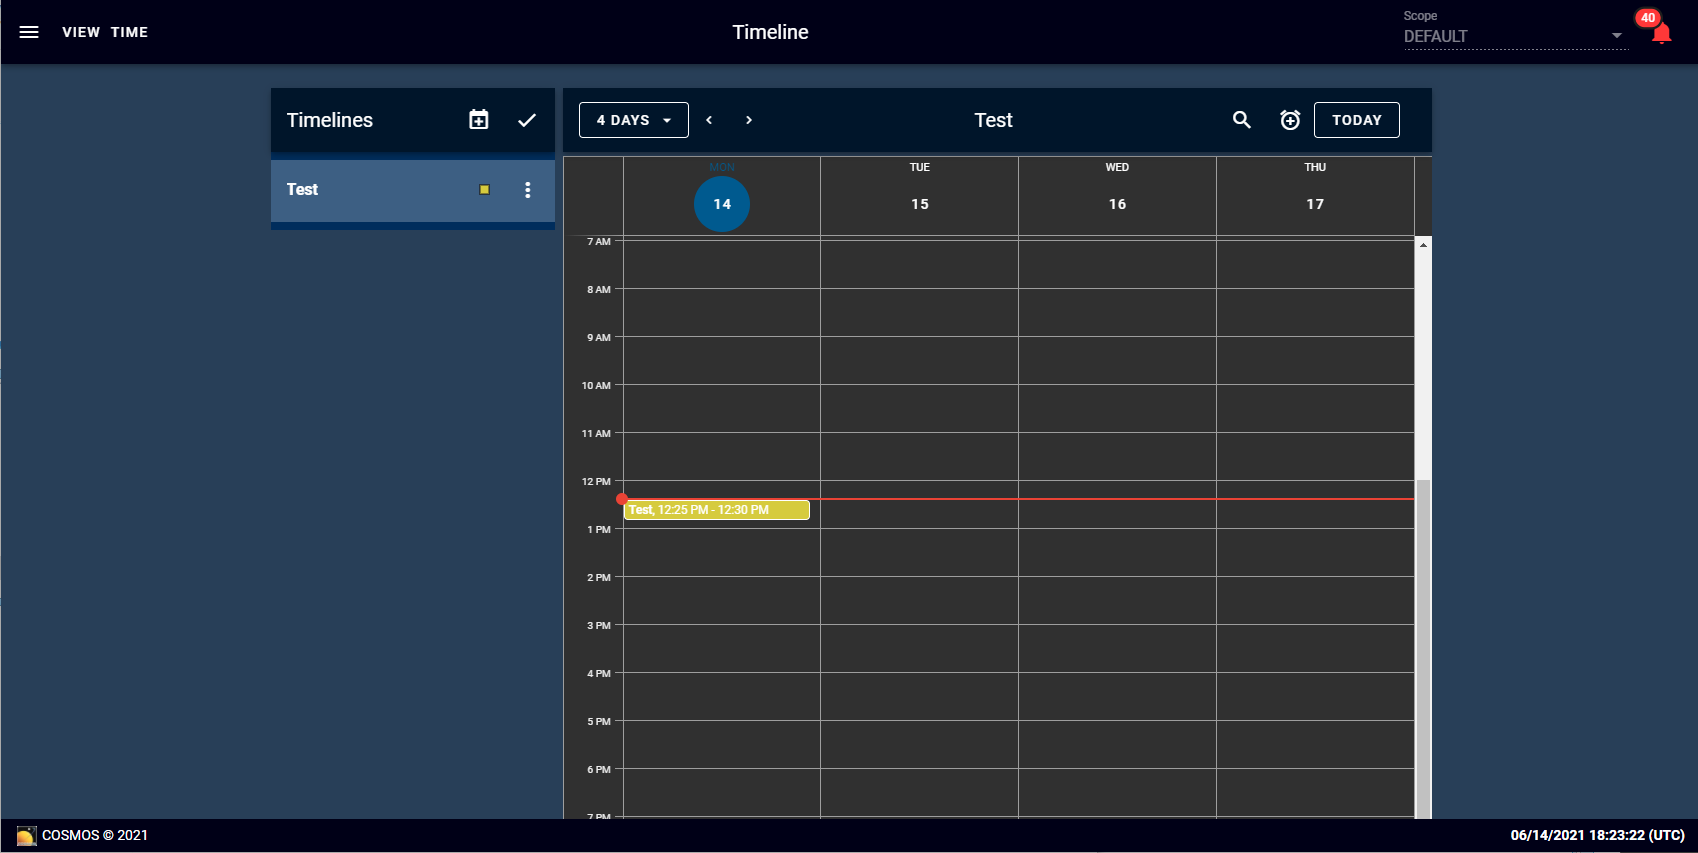 VIEW TIME
Timeline
Scope
DEFAULT
40
Timelines
Test
4 DAYS
Test
TODAY
MON
TUE
WED
THU
14
15
16
17
7 AM
8 AM
9 AM
10 AM
11 AM
12 PM
Test, 12:25 PM - 12:30 PM
1 PM
2 PM
3 PM
4 PM
5 PM
6 PM
7 PM
COSMOS © 2021
06/14/2021 18:23:22 (UTC)